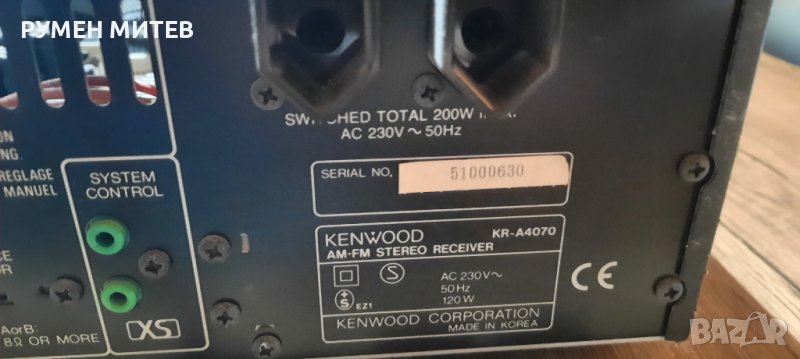 РУМЕН МИТЕВ
SWITCHED TOTAL 200W
AC 230V ~ 50Hz
REGLAGE
MANUEL
SYSTEM
CONTROL
SERIAL NO. 51000630
KENWOOD KR-A4070
AM-FM STEREO RECEIVER
S
AC 230V~
50Hz
120W
S EZ1
KENWOOD CORPORATION
MADE IN KOREA
CE
AorB:
8Ω OR MORE
XS
BAZAR